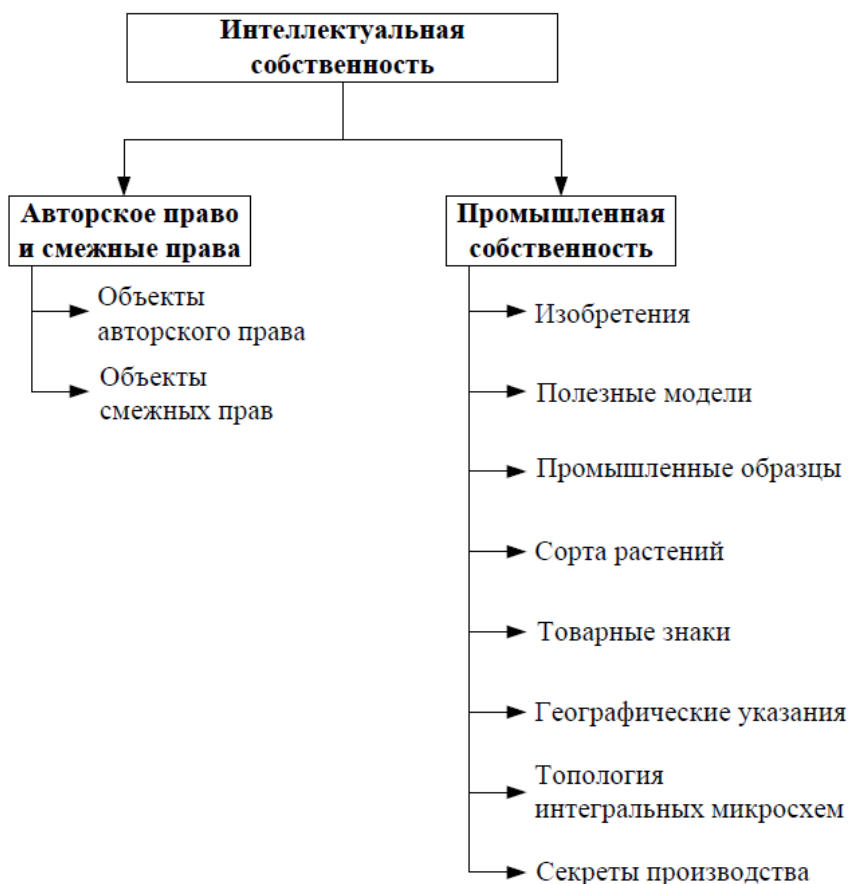 Интеллектуальная
собственность
Авторское право
и смежные права
Объекты
авторского права
Объекты
смежных прав
Промышленная
собственность
Изобретения
Полезные модели
Промышленные образцы
Сорта растений
Товарные знаки
Географические указания
Топология
интегральных микросхем
Секреты производства